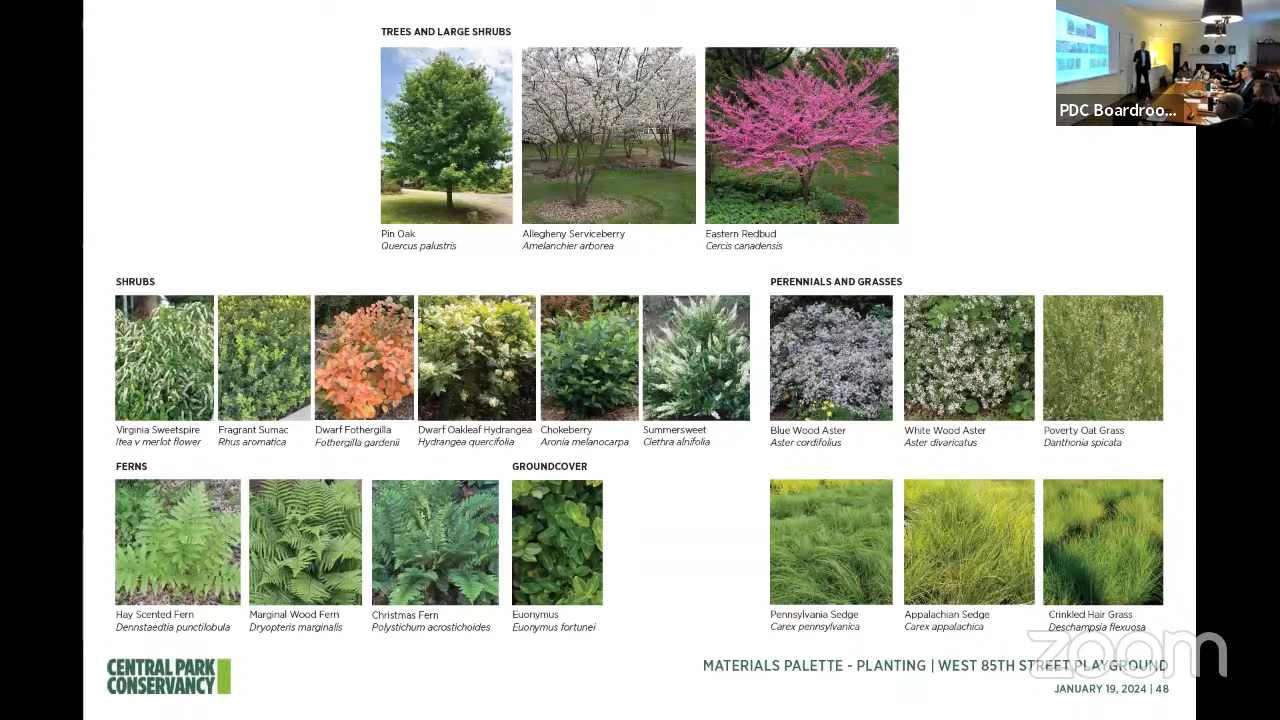 TREES AND LARGE SHRUBS
PDC Boardroo...
Pin Oak
Quercus palustris
Allegheny Serviceberry
Amelanchier arborea
Eastern Redbud
Cercis canadensis
SHRUBS
PERENNIALS AND GRASSES
Virginia Sweetspire
Itea v merlot flower
Fragrant Sumac
Rhus aromatica
Dwarf Fothergilla
Fothergilla gardenii
Dwarf Oakleaf Hydrangea
Hydrangea quercifolia
Chokeberry
Aronia melanocarpa
Summersweet
Clethra alnifolia
Blue Wood Aster
Aster cordifolius
White Wood Aster
Aster divaricatus
Poverty Oat Grass
Danthonia spicata
FERNS
GROUNDCOVER
Hay Scented Fern
Dennstaedtia punctilobula
Marginal Wood Fern
Dryopteris marginalis
Christmas Fern
Polystichum acrostichoides
Euonymus
Euonymus fortunei
Pennsylvania Sedge
Carex pennsylvanica
Appalachian Sedge
Carex appalachica
Crinkled Hair Grass
Deschampsia flexuosa
CENTRAL PARK
CONSERVANCY
MATERIALS PALETTE - PLANTING | WEST 85TH STREET PLAYGROUND
JANUARY 19, 2024 | 48
zoom